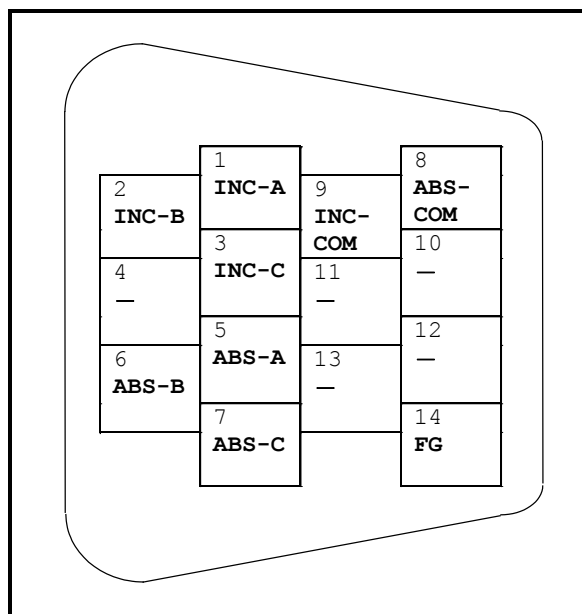 1
INC-A
8
ABS-
COM
2
INC-B
9
INC-
COM
3
INC-C
10
—
4
—
11
—
5
ABS-A
12
—
6
ABS-B
13
—
7
ABS-C
14
FG